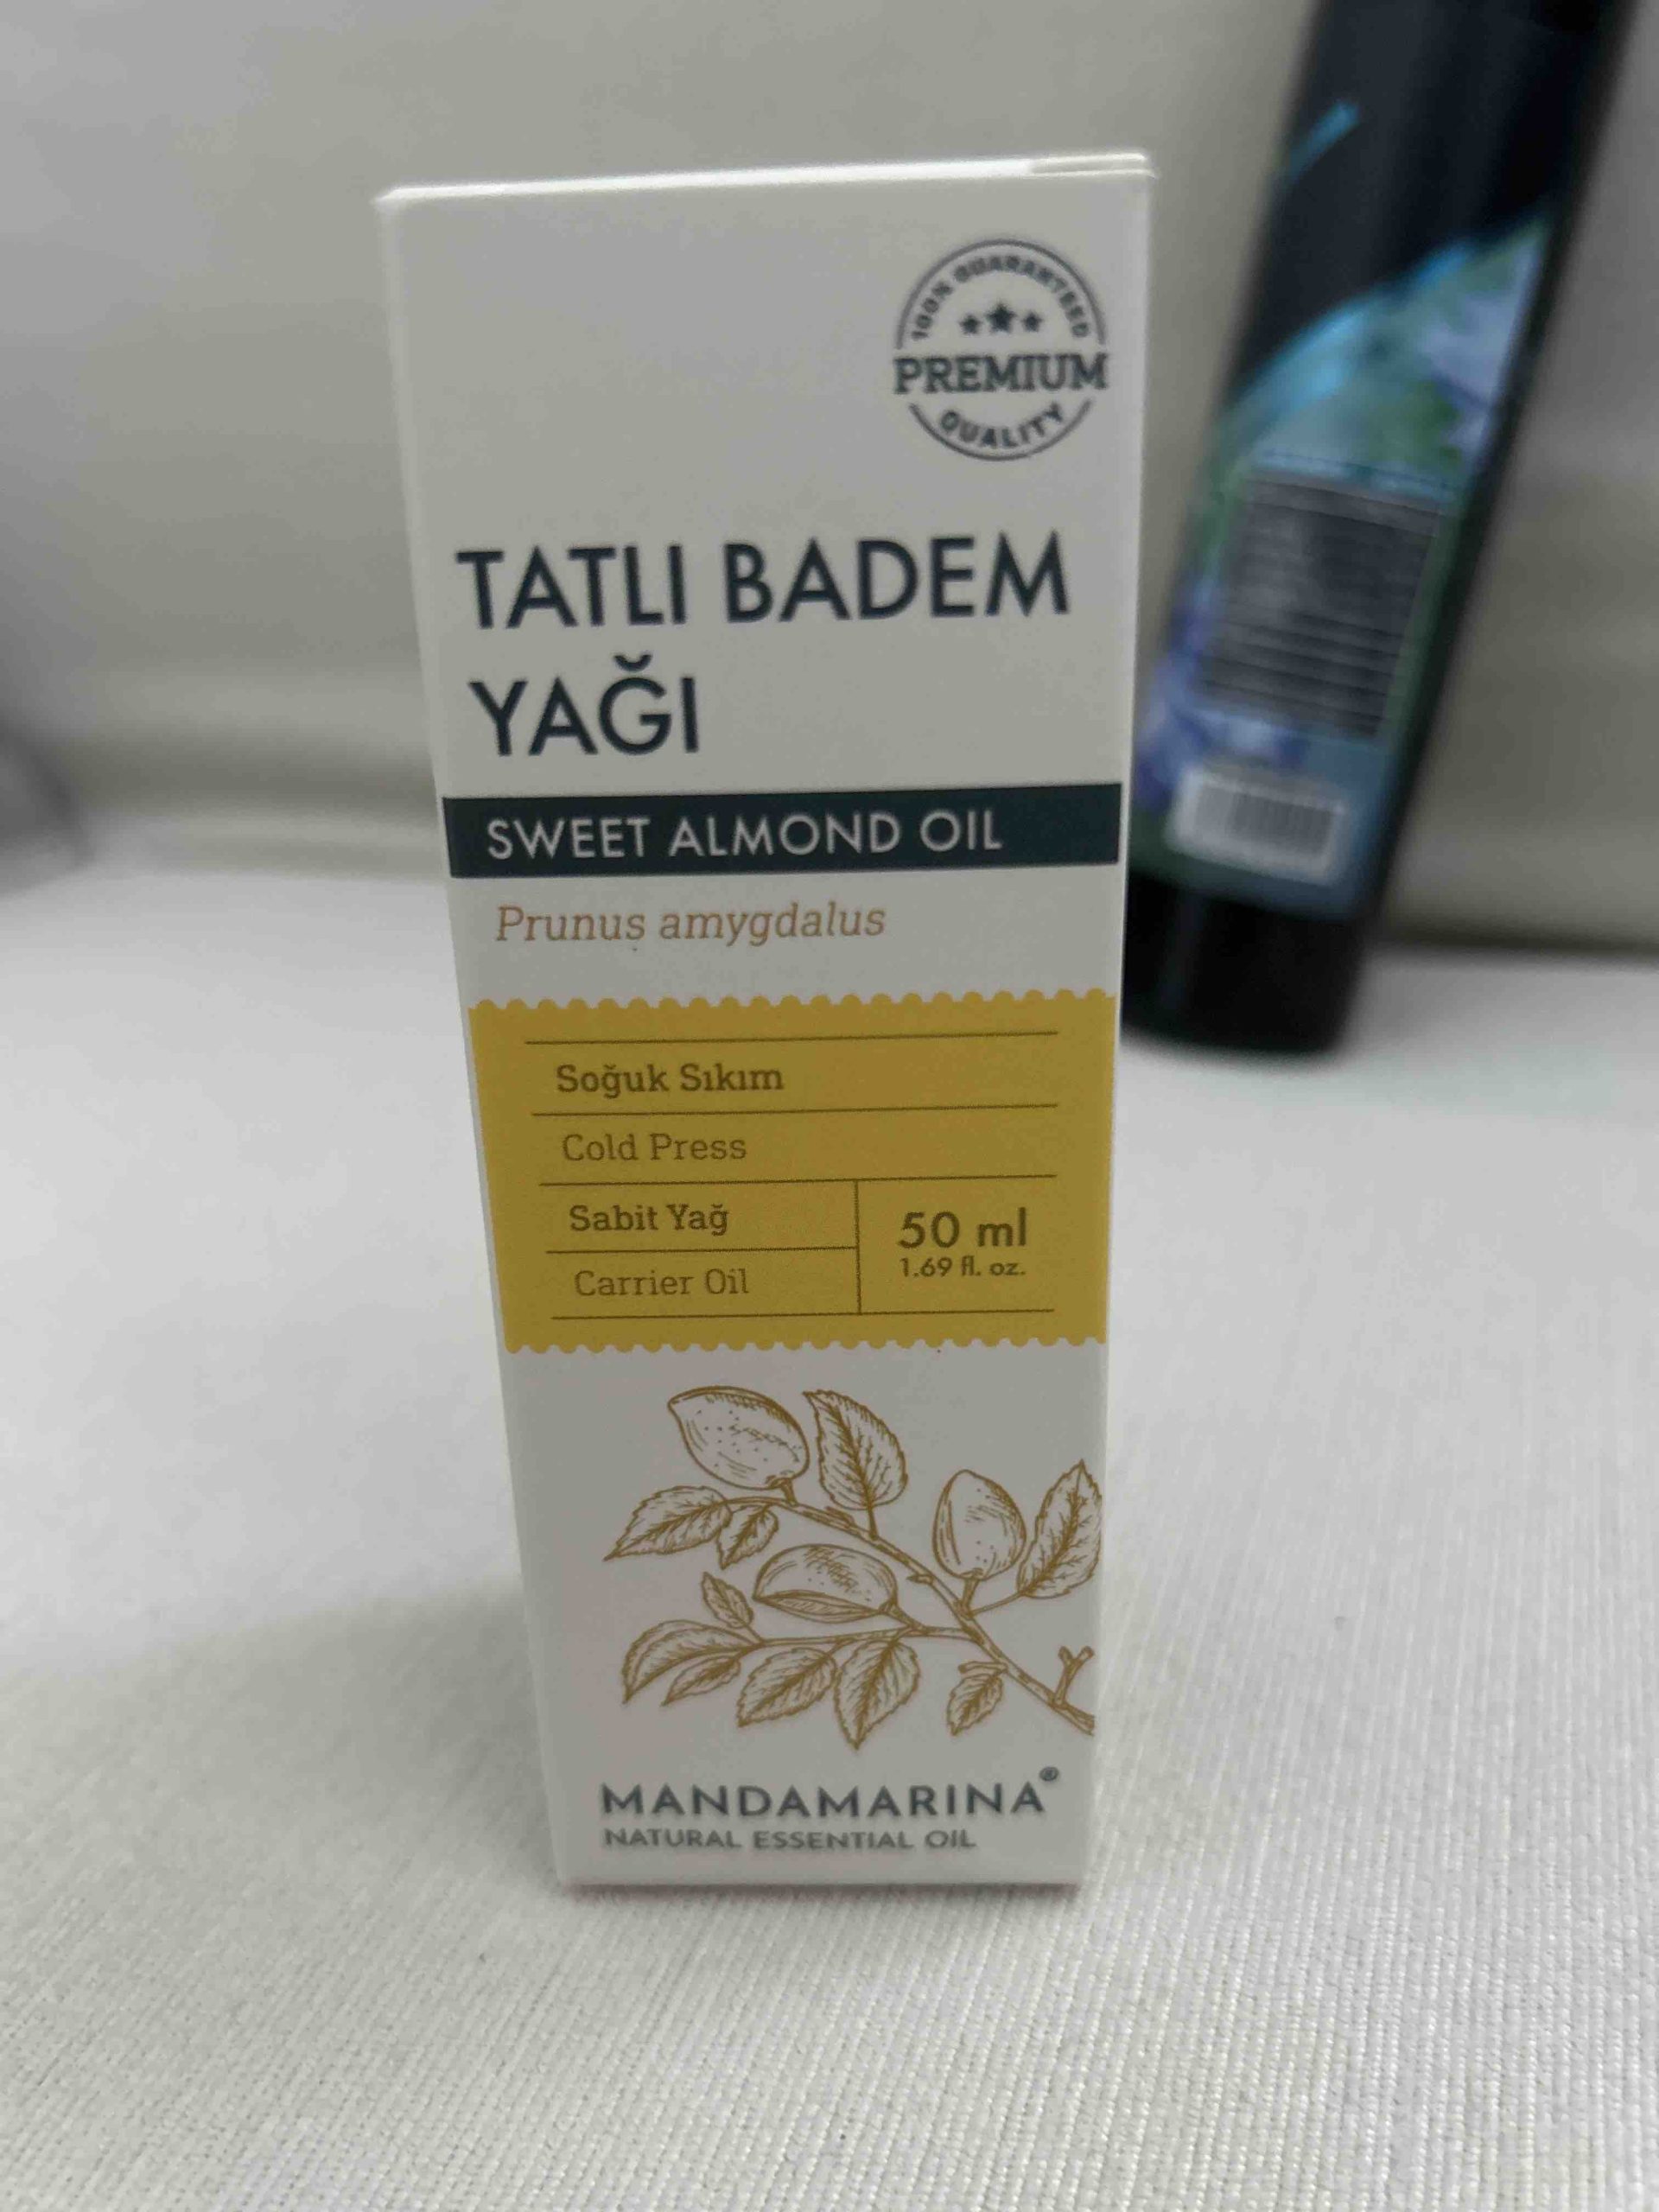 100% GUARANTEED
PREMIUM
QUALITY
TATLI BADEM
YAĞI
SWEET ALMOND OIL
Prunus amygdalus
Soğuk Sıkım
Cold Press
Sabit Yağ
Carrier Oil
50 ml
1.69 fl. oz.
MANDAMARINA®
NATURAL ESSENTIAL OIL